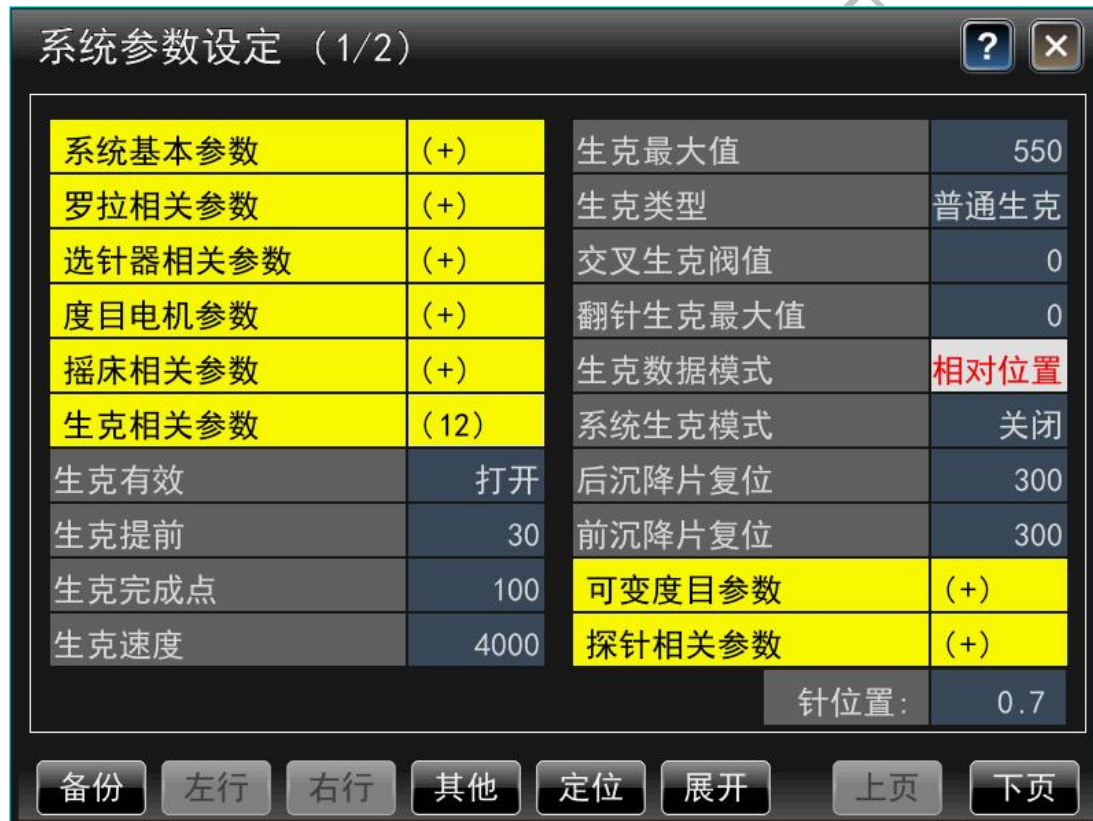 系统参数设定 （1/2）
?
×
系统基本参数 (+)
罗拉相关参数 (+)
选针器相关参数 (+)
度目电机参数 (+)
摇床相关参数 (+)
生克相关参数 (12)
生克有效 打开
生克提前 30
生克完成点 100
生克速度 4000
生克最大值 550
生克类型 普通生克
交叉生克阀值 0
翻针生克最大值 0
生克数据模式 相对位置
系统生克模式 关闭
后沉降片复位 300
前沉降片复位 300
可变度目参数 (+)
探针相关参数 (+)
针位置: 0.7
备份 左行 右行 其他 定位 展开 上页 下页